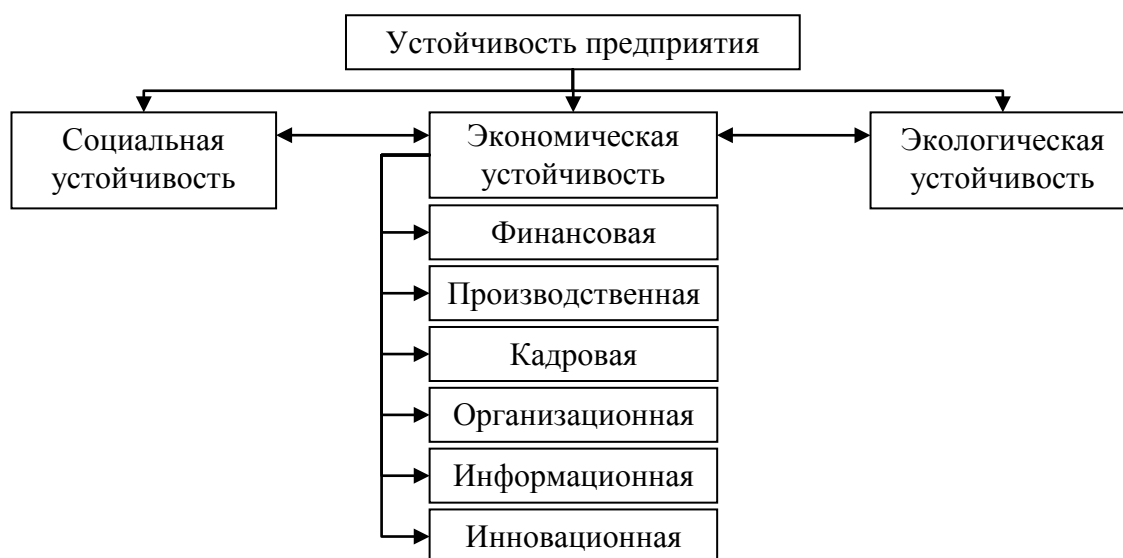 Устойчивость предприятия
Социальная
устойчивость
Экономическая
устойчивость
Экологическая
устойчивость
Финансовая
Производственная
Кадровая
Организационная
Информационная
Инновационная